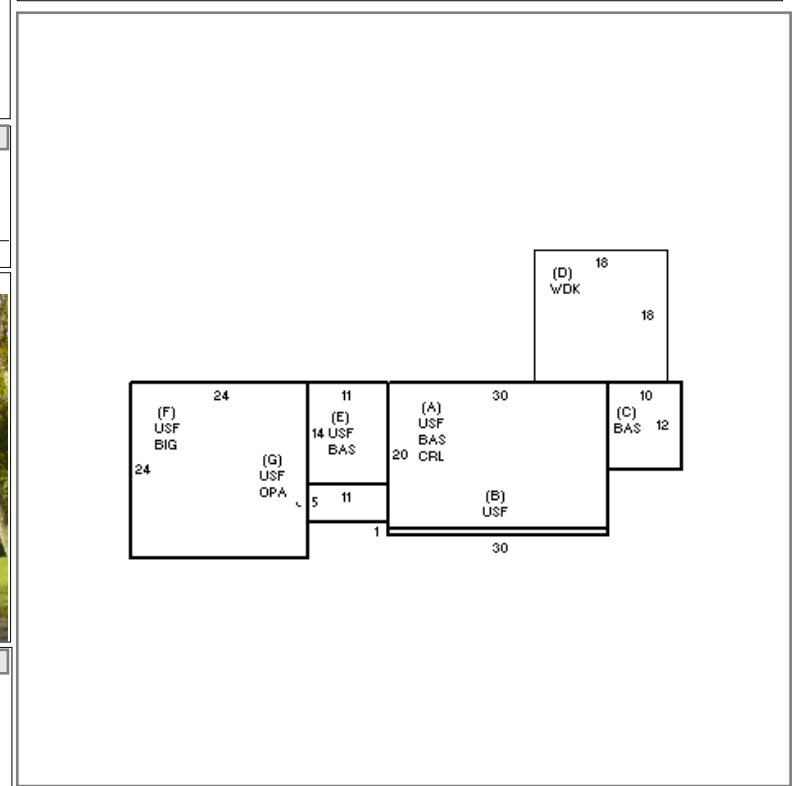 18
(D)
WDK
18
24
11
30
10
(F)
USF
BIG
(E)
14 USF
BAS
(A)
USF
BAS
CRL
(C)
BAS
12
24
20
(G)
USF
OPA
5
11
(B)
USF
1
30